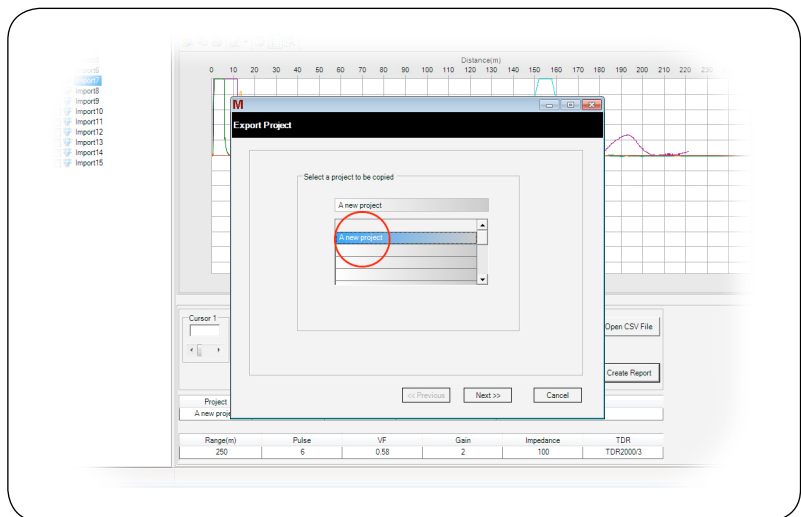 Distance(m)
0 10 20 30 40 50 60 70 80 90 100 110 120 130 140 150 160 170 180 190 200 210 220
Import8
Import9
Import10
Import11
Import12
Import13
Import14
Import15
M
Export Project
Select a project to be copied
A new project
A new project
<< Previous Next >> Cancel
Cursor 1
Open CSV File
Create Report
Project
A new proje
Range(m) Pulse VF Gain Impedance TDR
250 6 0.58 2 100 TDR2000/3